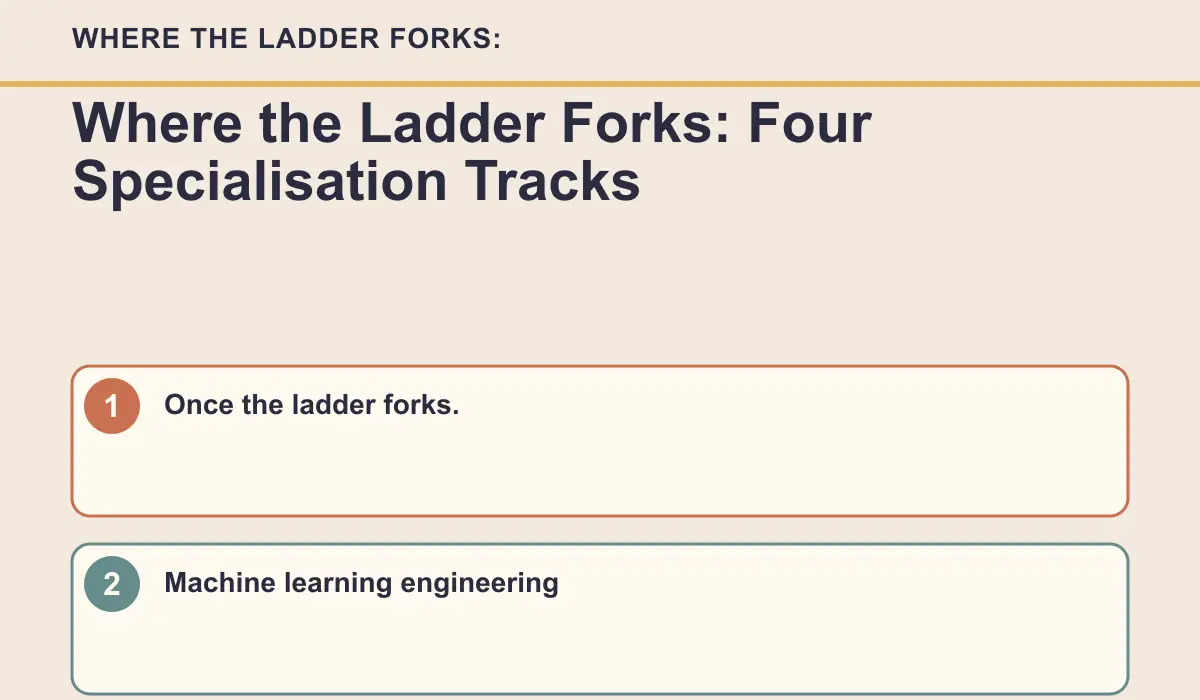 WHERE THE LADDER FORKS:
Where the Ladder Forks: Four
Specialisation Tracks
1 Once the ladder forks.
2 Machine learning engineering